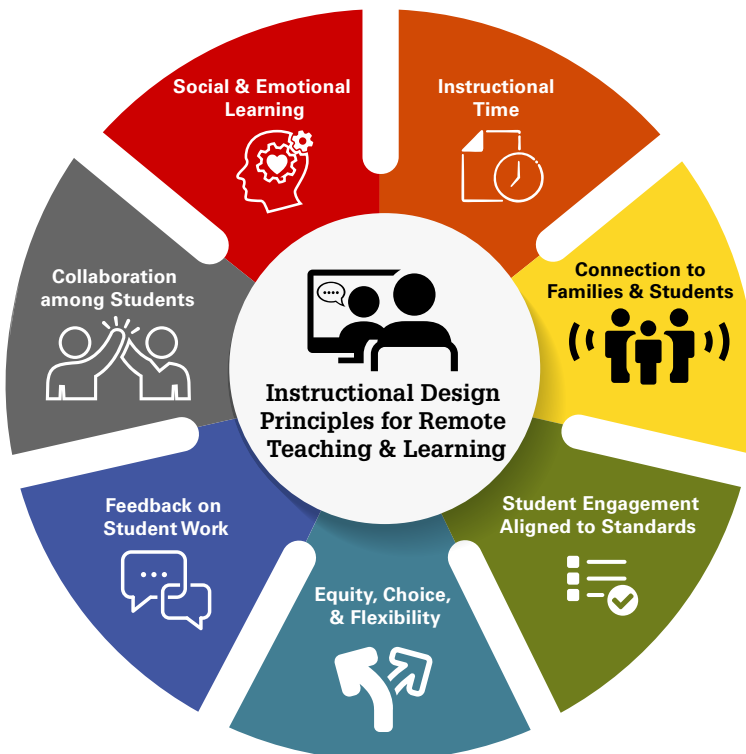 Social & Emotional
Learning
Instructional
Time
Connection to
Families & Students
Student Engagement
Aligned to Standards
Equity, Choice,
& Flexibility
Feedback on
Student Work
Collaboration
among Students
Instructional Design
Principles for Remote
Teaching & Learning